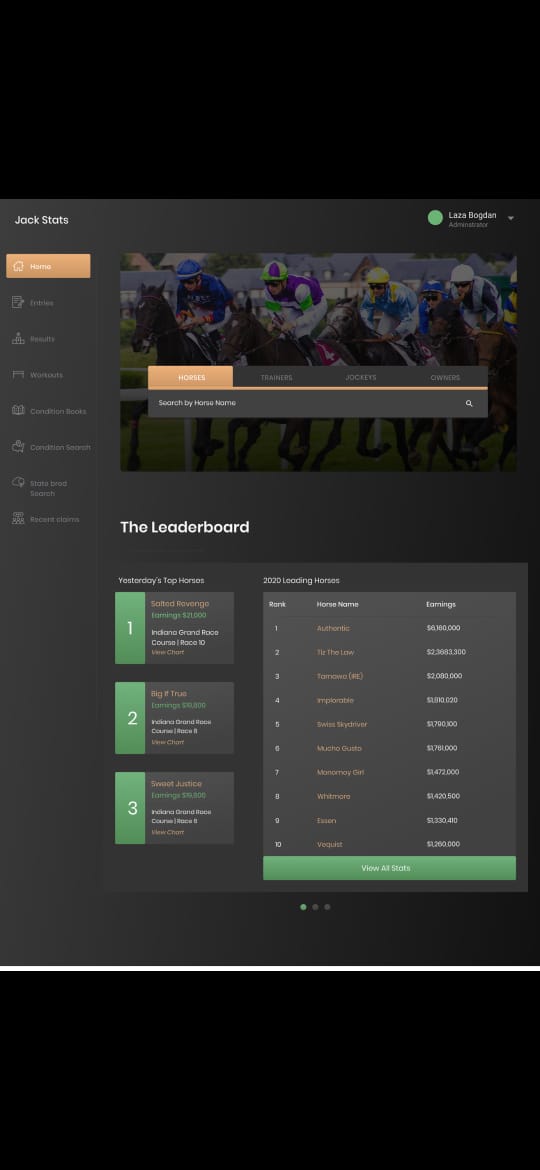 Jack Stats
Laza Bogdan
Adminstrator
Home
Entries
Results
Workouts
Condition Books
Condition Search
State bred
Search
Recent claims
HORSES TRAINERS JOCKEYS OWNERS
Search by Horse Name
The Leaderboard
Yesterday's Top Horses
1
Salted Revenge
Earnings $21,000
Indiana Grand Race
Course | Race 10
View Chart
2
Big If True
Earnings $19,800
Indiana Grand Race
Course | Race 8
View Chart
3
Sweet Justice
Earnings $19,800
Indiana Grand Race
Course | Race 6
View Chart
2020 Leading Horses
Rank Horse Name Earnings
1 Authentic $6,160,000
2 Tiz The Law $2,3683,300
3 Tarnawa (IRE) $2,080,000
4 Improbable $1,810,020
5 Swiss Skydriver $1,790,100
6 Mucho Gusto $1,761,000
7 Monomoy Girl $1,472,000
8 Whitmore $1,420,500
9 Essen $1,330,410
10 Vequist $1,260,000
View All Stats